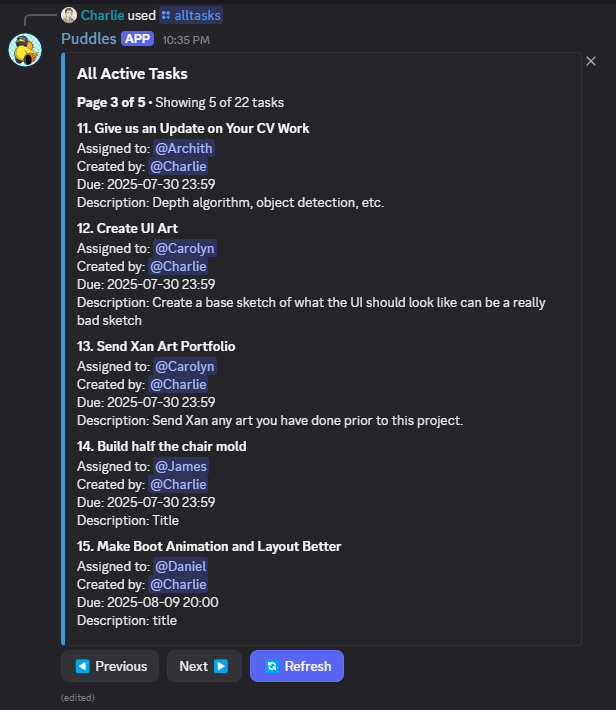 Charlie used alltasks
Puddles APP 10:35 PM
All Active Tasks
Page 3 of 5 • Showing 5 of 22 tasks
11. Give us an Update on Your CV Work
Assigned to: @Archith
Created by: @Charlie
Due: 2025-07-30 23:59
Description: Depth algorithm, object detection, etc.
12. Create UI Art
Assigned to: @Carolyn
Created by: @Charlie
Due: 2025-07-30 23:59
Description: Create a base sketch of what the UI should look like can be a really
bad sketch
13. Send Xan Art Portfolio
Assigned to: @Carolyn
Created by: @Charlie
Due: 2025-07-30 23:59
Description: Send Xan any art you have done prior to this project.
14. Build half the chair mold
Assigned to: @James
Created by: @Charlie
Due: 2025-07-30 23:59
Description: Title
15. Make Boot Animation and Layout Better
Assigned to: @Daniel
Created by: @Charlie
Due: 2025-08-09 20:00
Description: title
Previous Next Refresh
(edited)